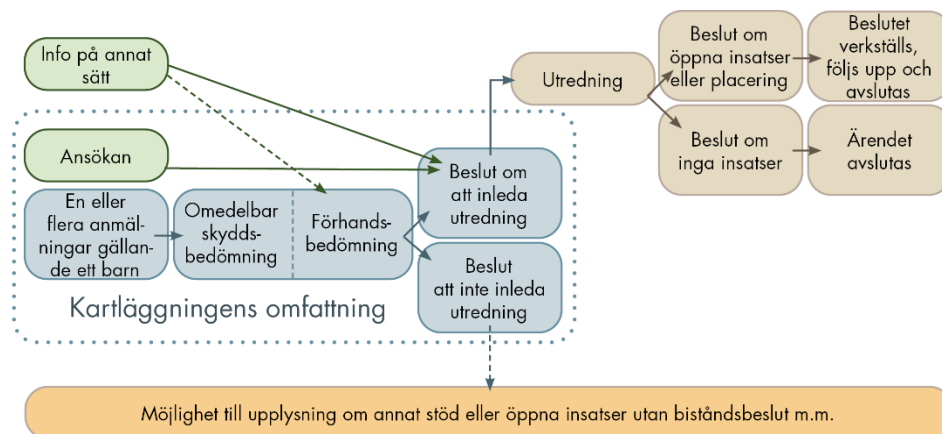 Info på annat
sätt
Ansökan
En eller
flera anmäl-
ningar gällan-
de ett barn
Omedelbar
skydds-
bedömning
Förhands-
bedömning
Beslut om
att inleda
utredning
Beslut
att inte inleda
utredning
Kartläggningens omfattning
Utredning
Beslut om
öppna insatser
eller placering
Beslutet
verkställs,
följs upp och
avslutas
Beslut om
inga insatser
Ärendet
avslutas
Möjlighet till upplysning om annat stöd eller öppna insatser utan biståndsbeslut m.m.